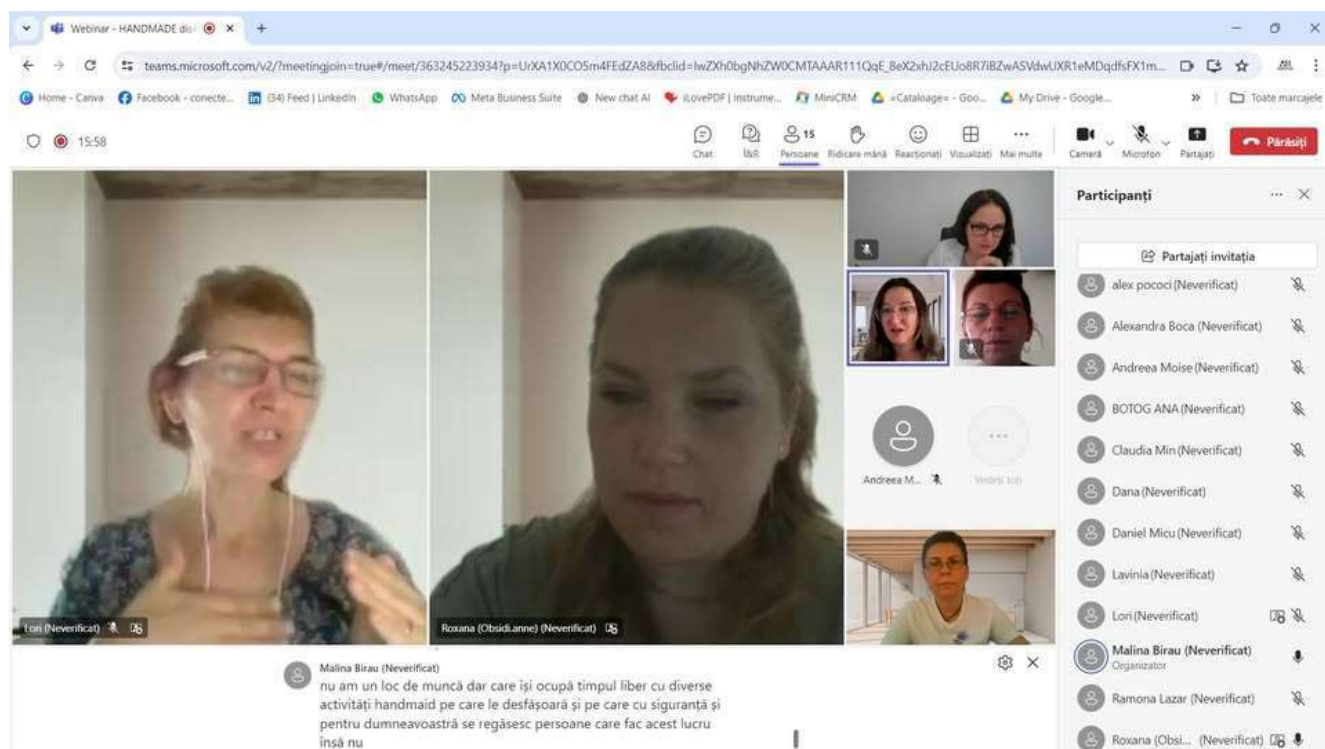 Webinar - HANDMADE dis
teams.microsoft.com/v2/?meetingjoin=true#/meet/363245223934?p=UrXA1X0CO5m4FEdZA8&fbclid=IwZXh0bgNhZW0CMTAAAR111QqE_8eX2xhJ2cEUo8R7iBZwASVdwUXR1eMDqdfsFX1m...
Home - Canva
Facebook - conecte...
(34) Feed | LinkedIn
WhatsApp
Meta Business Suite
New chat AI
iLovePDF | Instrume...
MiniCRM
=Cataloage= - Goo...
My Drive - Google...
Toate marcajele
15:58
Chat
Î&R
15
Persoane
Ridicare mână
Reacționați
Vizualizați
Mai multe
Cameră
Microfon
Partajați
Părăsiți
Participanți
Partajați invitația
alex pococi (Neverificat)
Alexandra Boca (Neverificat)
Andreea Moise (Neverificat)
BOTOG ANA (Neverificat)
Claudia Min (Neverificat)
Dana (Neverificat)
Daniel Micu (Neverificat)
Lavinia (Neverificat)
Lori (Neverificat)
Malina Birau (Neverificat)
Organizator
Ramona Lazar (Neverificat)
Roxana (Obsi... (Neverificat)
Andreea M...
Vedeți toți
Lori (Neverificat)
Roxana (Obsidi.anne) (Neverificat)
Malina Birau (Neverificat)
nu am un loc de muncă dar care își ocupă timpul liber cu diverse
activități handmaid pe care le desfășoară și pe care cu siguranță și
pentru dumneavoastră se regăsesc persoane care fac acest lucru
însă nu